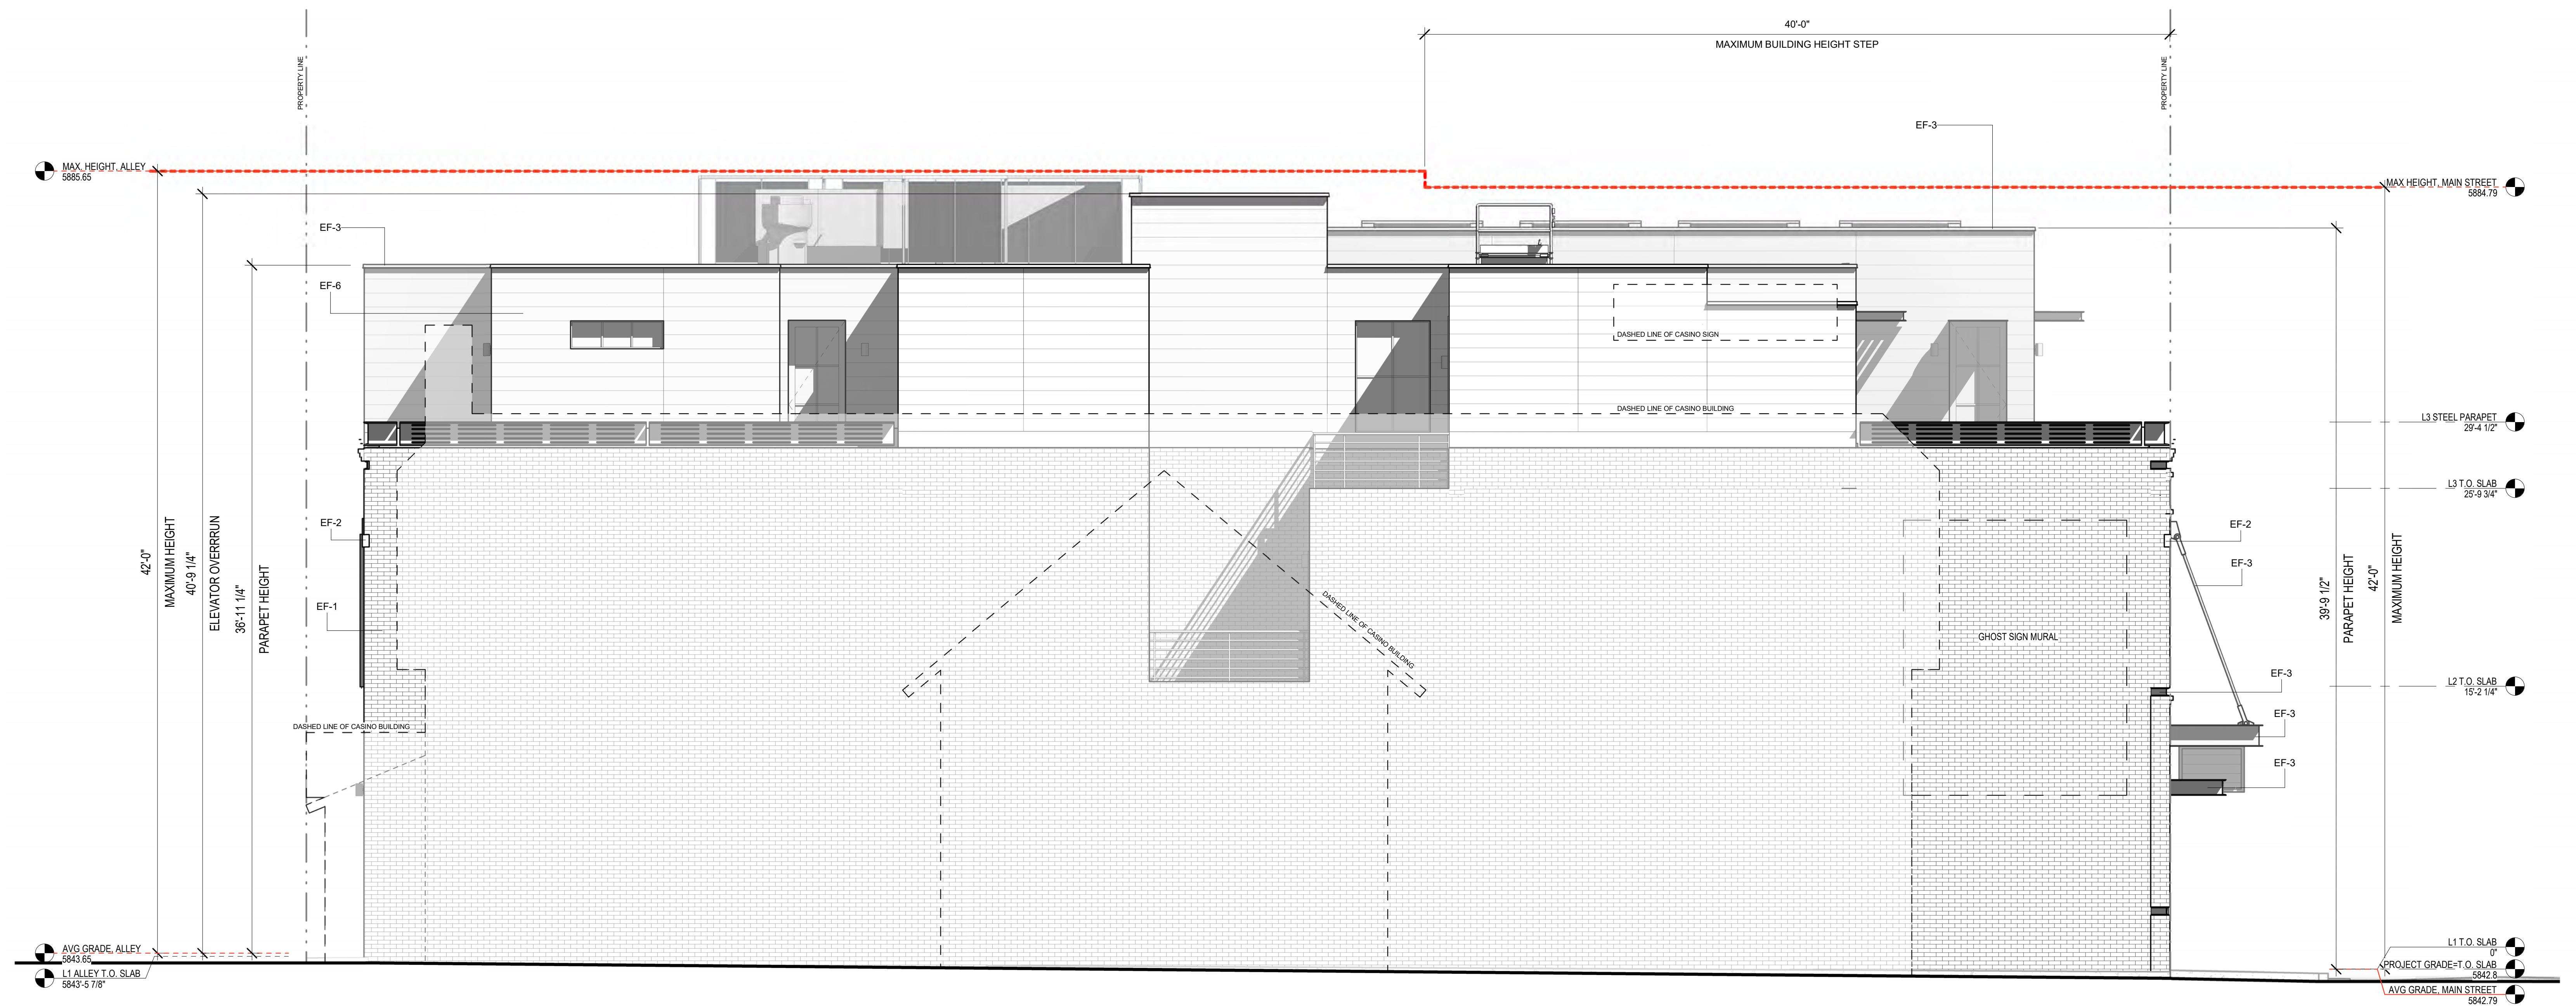 40'-0"
MAXIMUM BUILDING HEIGHT STEP
PROPERTY LINE
PROPERTY LINE
EF-3
MAX. HEIGHT, ALLEY
5885.65
MAX HEIGHT, MAIN STREET
5884.79
EF-3
EF-6
DASHED LINE OF CASINO SIGN
DASHED LINE OF CASINO BUILDING
L3 STEEL PARAPET
29'-4 1/2"
L3 T.O. SLAB
25'-9 3/4"
EF-2
EF-2
EF-3
42'-0"
MAXIMUM HEIGHT
40'-9 1/4"
ELEVATOR OVERRRUN
36'-11 1/4"
PARAPET HEIGHT
EF-1
DASHED LINE OF CASINO BUILDING
GHOST SIGN MURAL
39'-9 1/2"
PARAPET HEIGHT
42'-0"
MAXIMUM HEIGHT
EF-3
L2 T.O. SLAB
15'-2 1/4"
EF-3
DASHED LINE OF CASINO BUILDING
EF-3
AVG GRADE, ALLEY
5843.65
L1 ALLEY T.O. SLAB
5843'-5 7/8"
L1 T.O. SLAB
0"
PROJECT GRADE=T.O. SLAB
5842.8
AVG GRADE, MAIN STREET
5842.79